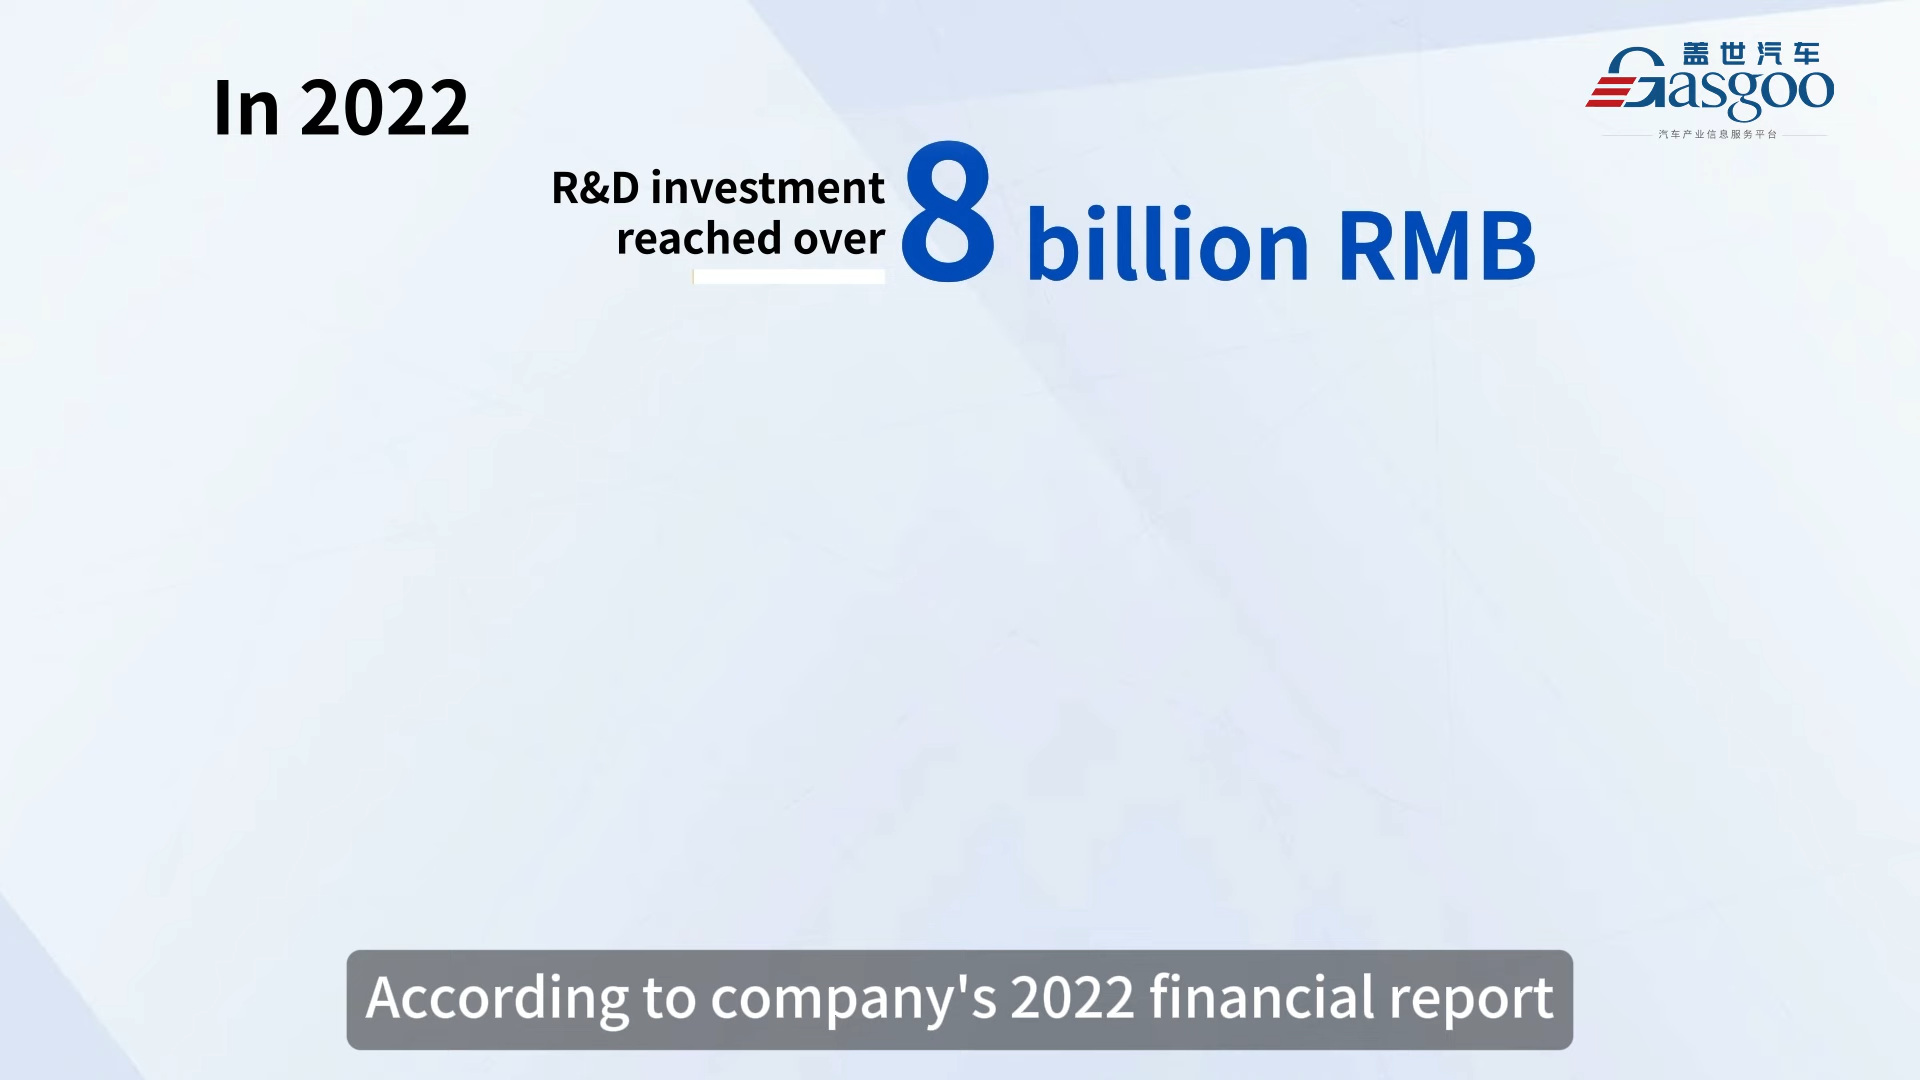 In 2022
盖世汽车
Gasgoo
汽车产业信息服务平台
R&D investment
reached over
8 billion RMB
According to company's 2022 financial report